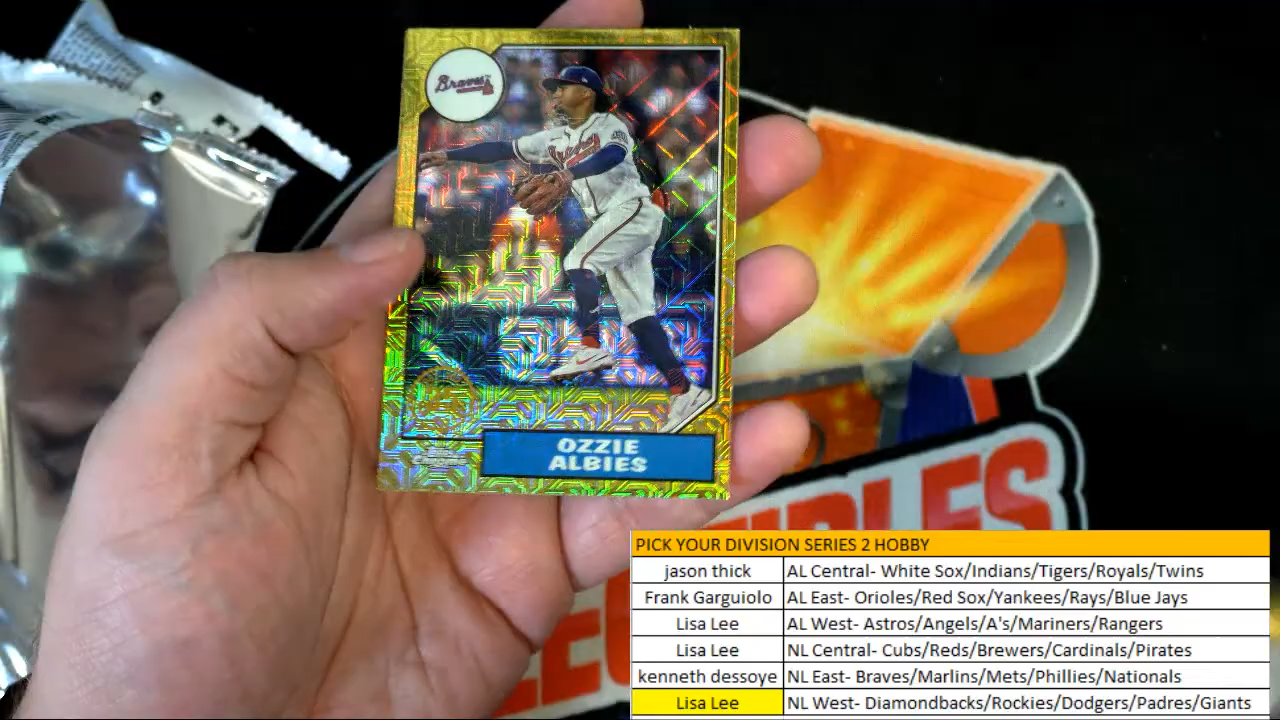 Braves
Braves
OZZIE
ALBIES
PICK YOUR DIVISION SERIES 2 HOBBY
jason thick AL Central- White Sox/Indians/Tigers/Royals/Twins
Frank Garguiolo AL East- Orioles/Red Sox/Yankees/Rays/Blue Jays
Lisa Lee AL West- Astros/Angels/A's/Mariners/Rangers
Lisa Lee NL Central- Cubs/Reds/Brewers/Cardinals/Pirates
kenneth dessoye NL East- Braves/Marlins/Mets/Phillies/Nationals
Lisa Lee NL West- Diamondbacks/Rockies/Dodgers/Padres/Giants